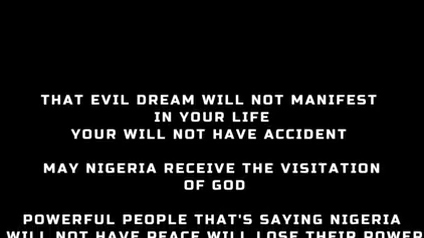 THAT EVIL DREAM WILL NOT MANIFEST
IN YOUR LIFE
YOUR WILL NOT HAVE ACCIDENT
MAY NIGERIA RECEIVE THE VISITATION
OF GOD
POWERFUL PEOPLE THAT'S SAYING NIGERIA
WILL NOT HAVE PEACE WILL LOSE THEIR POWER